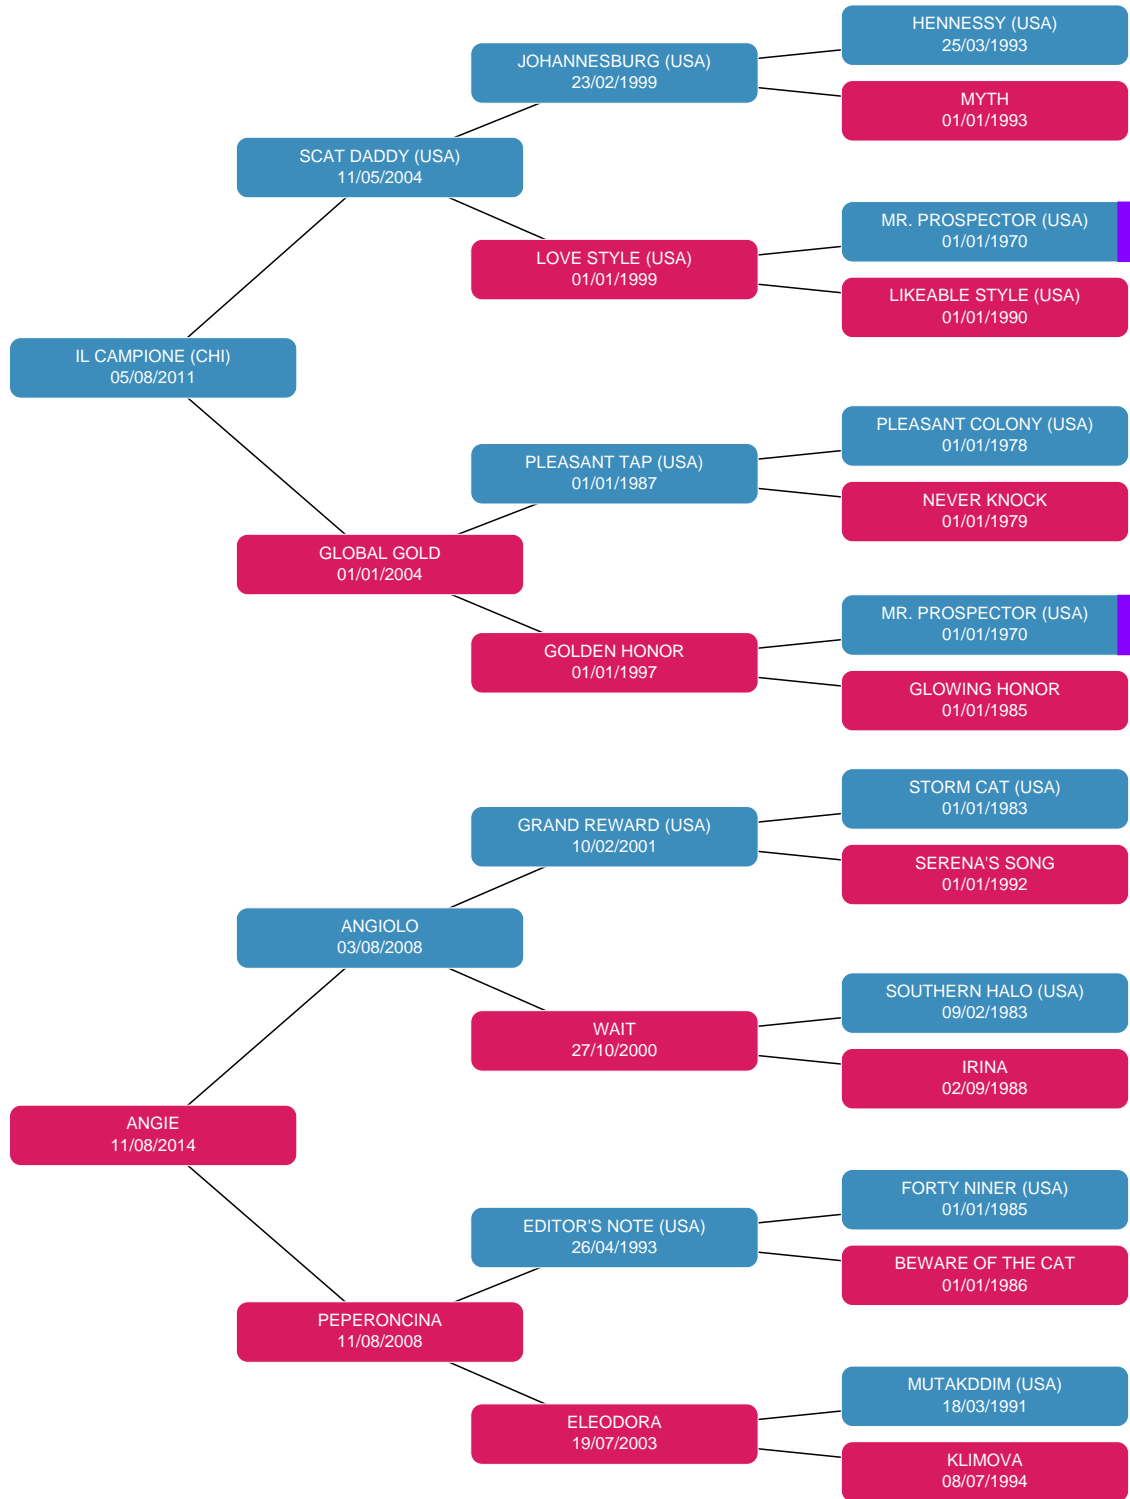 HENNESSY (USA)
25/03/1993
JOHANNESBURG (USA)
23/02/1999
MYTH
01/01/1993
SCAT DADDY (USA)
11/05/2004
MR. PROSPECTOR (USA)
01/01/1970
LOVE STYLE (USA)
01/01/1999
LIKEABLE STYLE (USA)
01/01/1990
IL CAMPIONE (CHI)
05/08/2011
PLEASANT COLONY (USA)
01/01/1978
PLEASANT TAP (USA)
01/01/1987
NEVER KNOCK
01/01/1979
GLOBAL GOLD
01/01/2004
MR. PROSPECTOR (USA)
01/01/1970
GOLDEN HONOR
01/01/1997
GLOWING HONOR
01/01/1985
STORM CAT (USA)
01/01/1983
GRAND REWARD (USA)
10/02/2001
SERENA'S SONG
01/01/1992
ANGIOLO
03/08/2008
SOUTHERN HALO (USA)
09/02/1983
WAIT
27/10/2000
IRINA
02/09/1988
ANGIE
11/08/2014
FORTY NINER (USA)
01/01/1985
EDITOR'S NOTE (USA)
26/04/1993
BEWARE OF THE CAT
01/01/1986
PEPERONCINA
11/08/2008
MUTAKDDIM (USA)
18/03/1991
ELEODORA
19/07/2003
KLIMOVA
08/07/1994